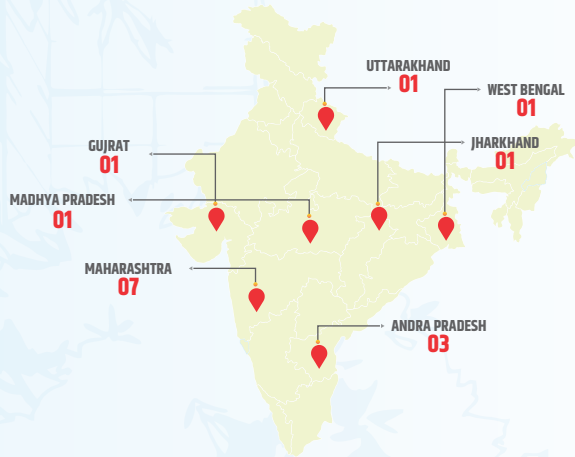 UTTARAKHAND
01
WEST BENGAL
01
GUJRAT
01
JHARKHAND
01
MADHYA PRADESH
01
MAHARASHTRA
07
ANDRA PRADESH
03